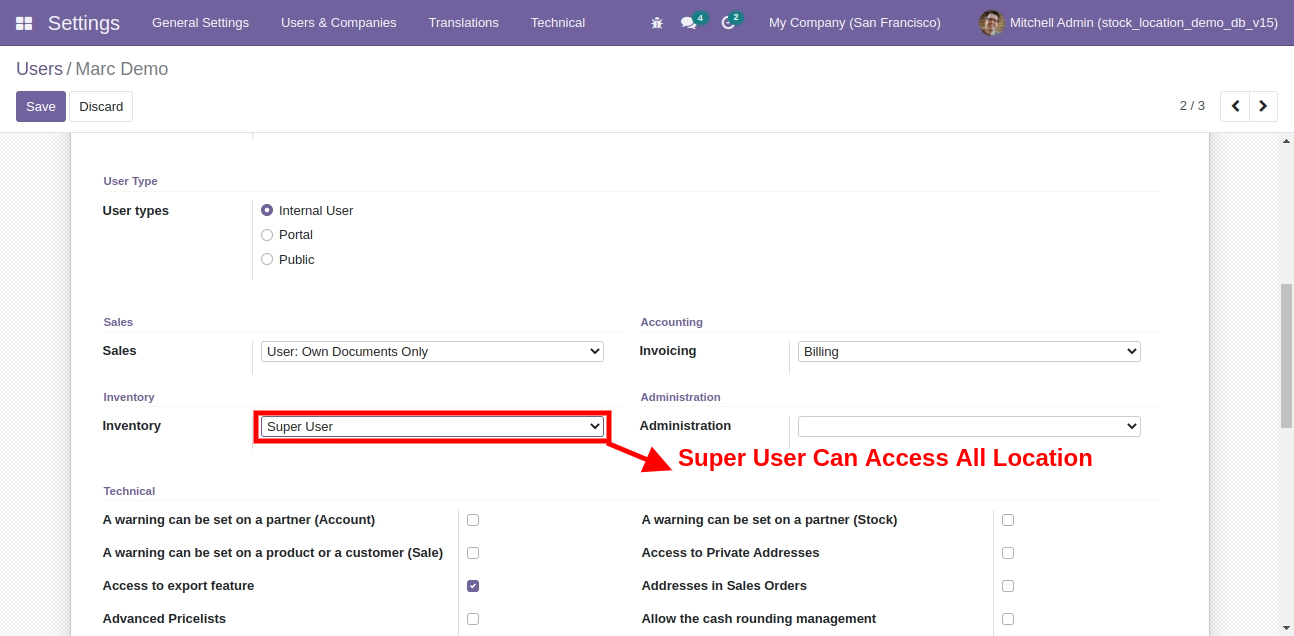 Settings General Settings Users & Companies Translations Technical 4 2 My Company (San Francisco) Mitchell Admin (stock_location_demo_db_v15)
Users / Marc Demo
Save Discard 2 / 3
User Type
User types Internal User
Portal
Public
Sales Accounting
Sales User: Own Documents Only Invoicing Billing
Inventory Administration
Inventory Super User Administration
Super User Can Access All Location
Technical
A warning can be set on a partner (Account) A warning can be set on a partner (Stock)
A warning can be set on a product or a customer (Sale) Access to Private Addresses
Access to export feature Addresses in Sales Orders
Advanced Pricelists Allow the cash rounding management